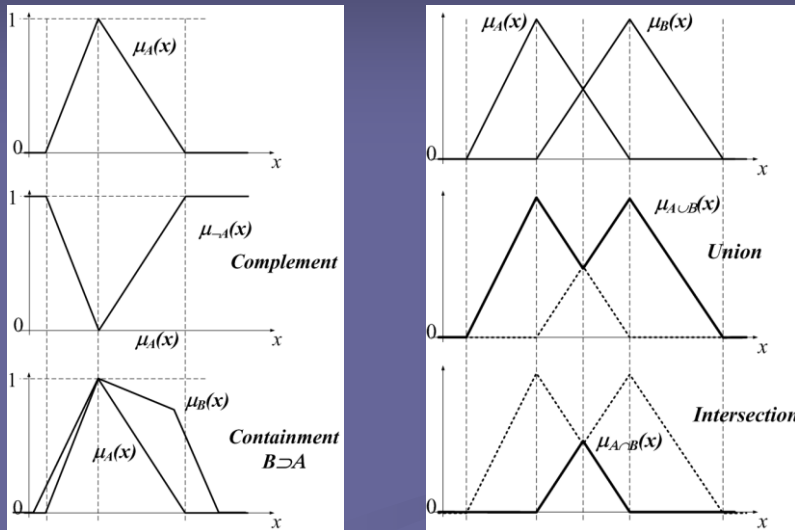 1
μA(x)
0
x
1
μ¬A(x)
Complement
0
μA(x)
x
1
μB(x)
μA(x)
Containment
B⊃A
0
x
μA(x)
μB(x)
0
x
μA∪B(x)
Union
0
x
Intersection
μA∩B(x)
0
x